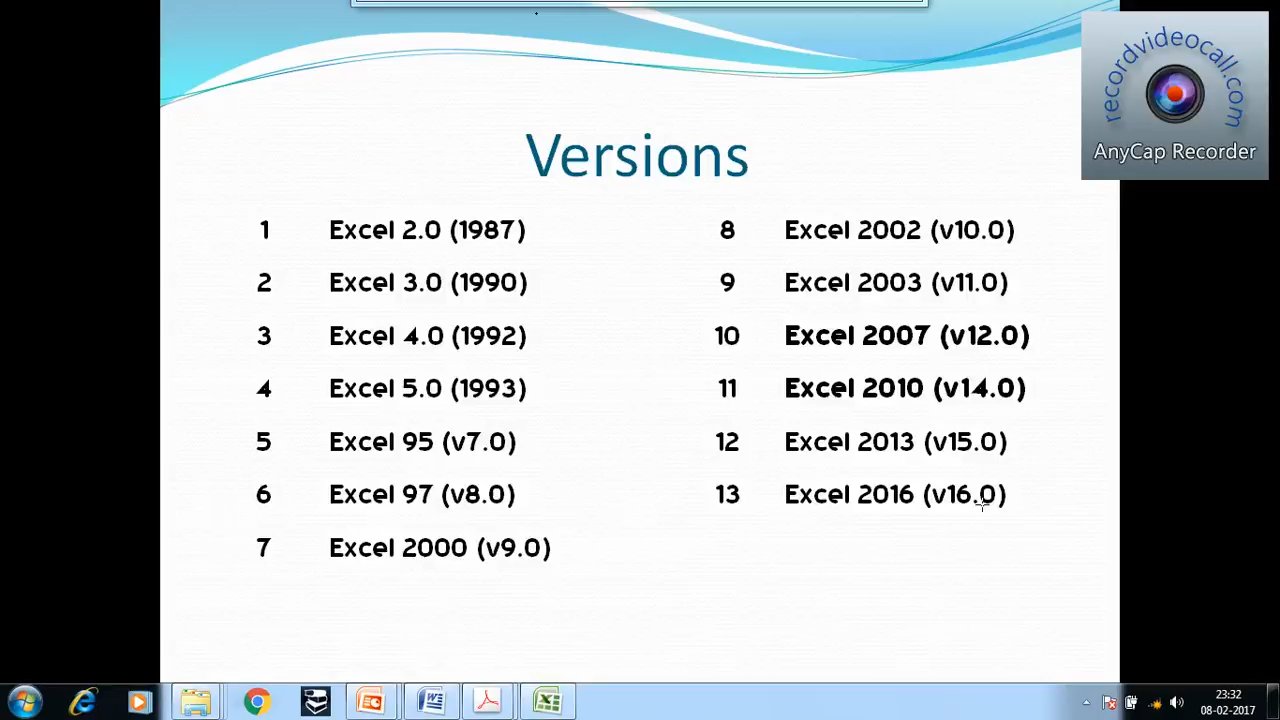 recordvideocall.com
AnyCap Recorder
Versions
1 Excel 2.0 (1987)
2 Excel 3.0 (1990)
3 Excel 4.0 (1992)
4 Excel 5.0 (1993)
5 Excel 95 (v7.0)
6 Excel 97 (v8.0)
7 Excel 2000 (v9.0)
8 Excel 2002 (v10.0)
9 Excel 2003 (v11.0)
10 Excel 2007 (v12.0)
11 Excel 2010 (v14.0)
12 Excel 2013 (v15.0)
13 Excel 2016 (v16.0)
23:32
08-02-2017